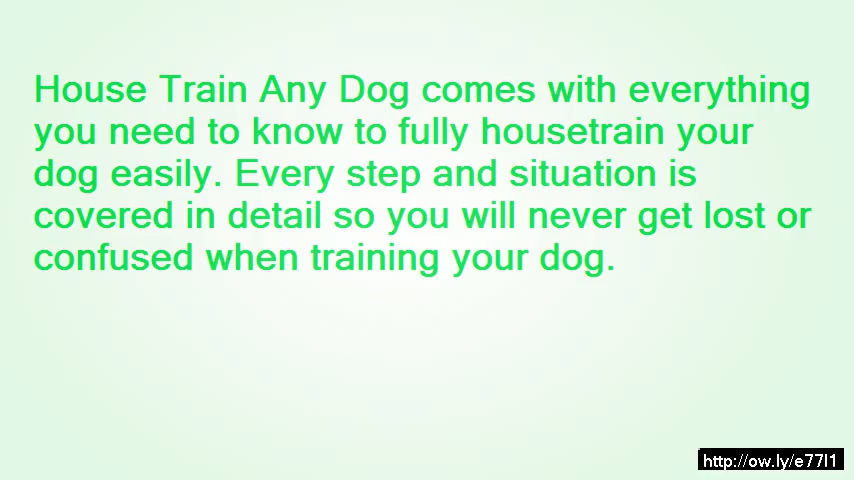 House Train Any Dog comes with everything
you need to know to fully housetrain your
dog easily. Every step and situation is
covered in detail so you will never get lost or
confused when training your dog.
http://ow.ly/e77l1